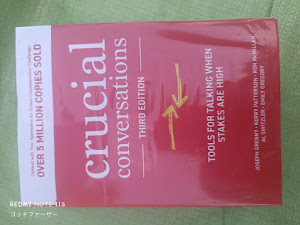 OVER 5 MILLION COPIES SOLD
crucial
conversations
THIRD EDITION
TOOLS FOR TALKING WHEN
STAKES ARE HIGH
JOSEPH GRENNY • KERRY PATTERSON • RON McMILLAN
AL SWITZLER • EMILY GREGORY
REDMI NOTE 11S
ゴッドファーザー